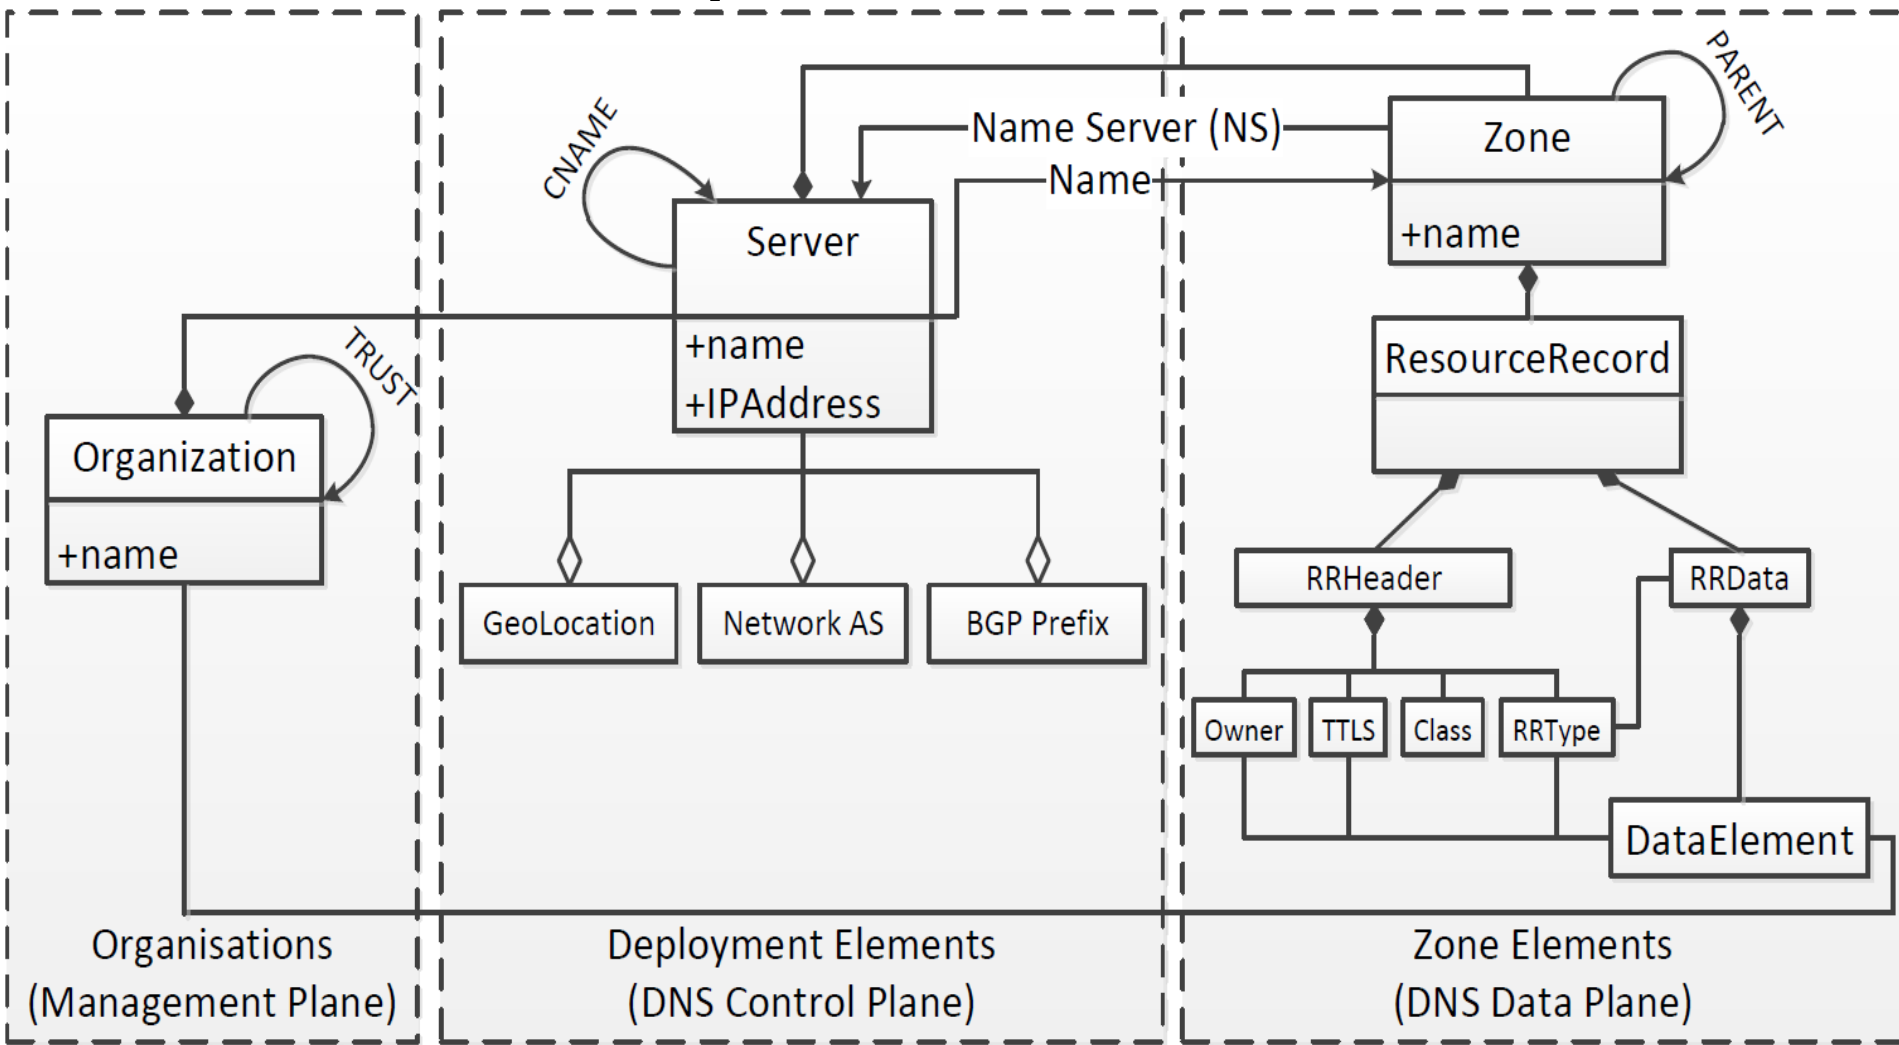 PARENT
CNAME
Name Server (NS)
Zone
Name
+name
Server
TRUST
+name
+IPAddress
ResourceRecord
Organization
+name
GeoLocation
Network AS
BGP Prefix
RRHeader
RRData
Owner
TTLS
Class
RRType
DataElement
Organisations
(Management Plane)
Deployment Elements
(DNS Control Plane)
Zone Elements
(DNS Data Plane)